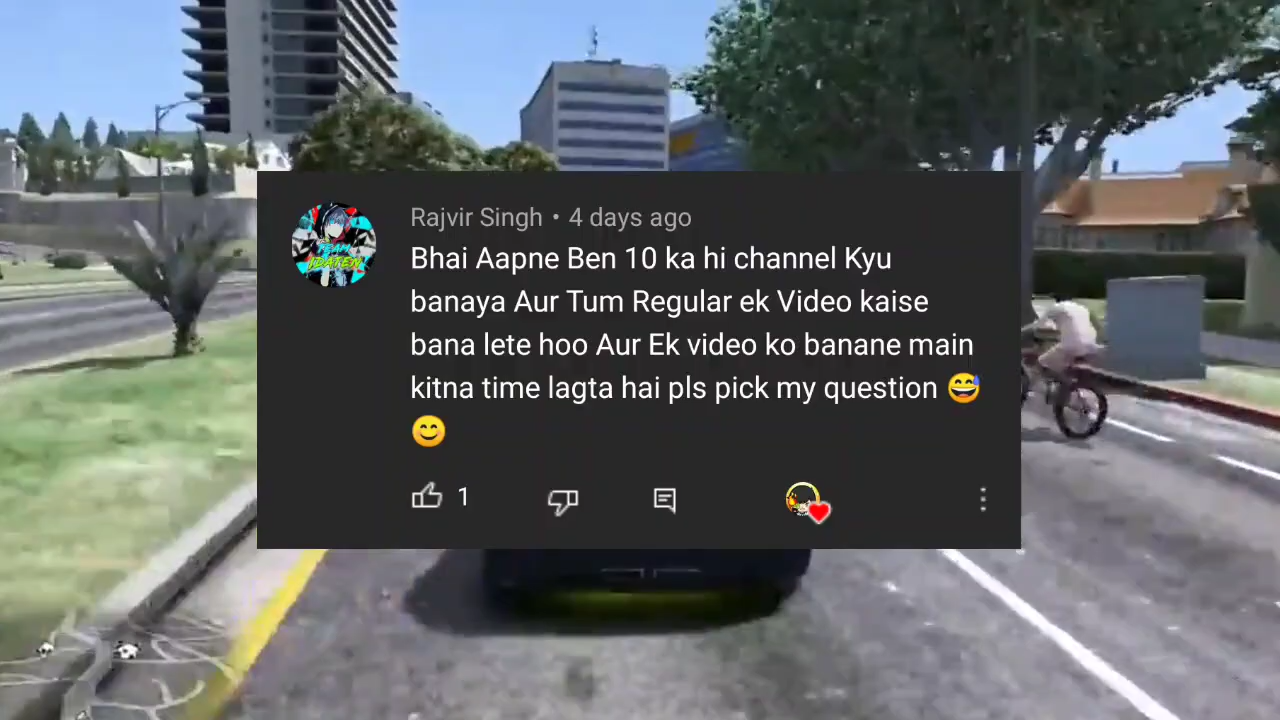 Rajvir Singh • 4 days ago
TEAM
IDATEN
Bhai Aapne Ben 10 ka hi channel Kyu
banaya Aur Tum Regular ek Video kaise
bana lete hoo Aur Ek video ko banane main
kitna time lagta hai pls pick my question 😅
😊
1